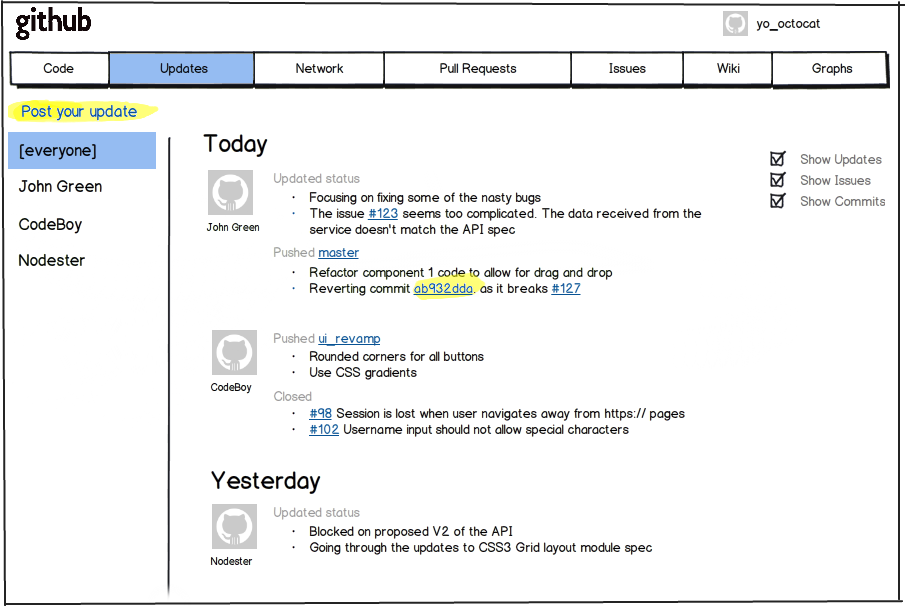 github
yo_octocat
Code Updates Network Pull Requests Issues Wiki Graphs
Post your update
[everyone]
John Green
CodeBoy
Nodester
Today
Updated status
· Focusing on fixing some of the nasty bugs
· The issue #123 seems too complicated. The data received from the
service doesn't match the API spec
John Green
Pushed master
· Refactor component 1 code to allow for drag and drop
· Reverting commit ab932dda. as it breaks #127
Pushed ui_revamp
· Rounded corners for all buttons
· Use CSS gradients
CodeBoy
Closed
· #98 Session is lost when user navigates away from https:// pages
· #102 Username input should not allow special characters
Yesterday
Updated status
· Blocked on proposed V2 of the API
· Going through the updates to CSS3 Grid layout module spec
Nodester
Show Updates
Show Issues
Show Commits